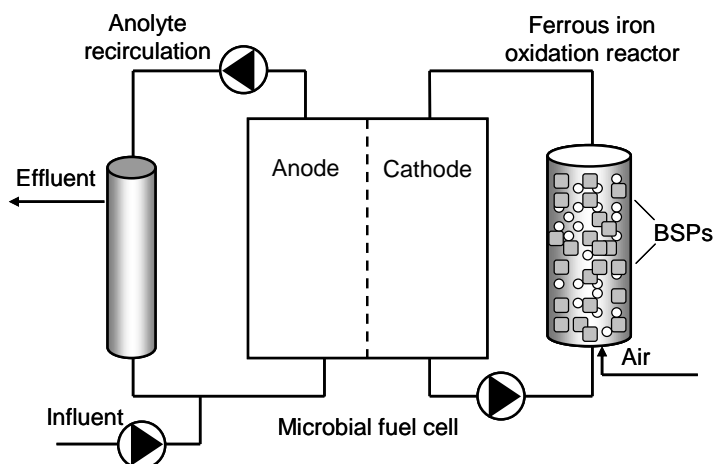 Anolyte
recirculation
Ferrous iron
oxidation reactor
Effluent
Anode
Cathode
BSPs
Air
Influent
Microbial fuel cell